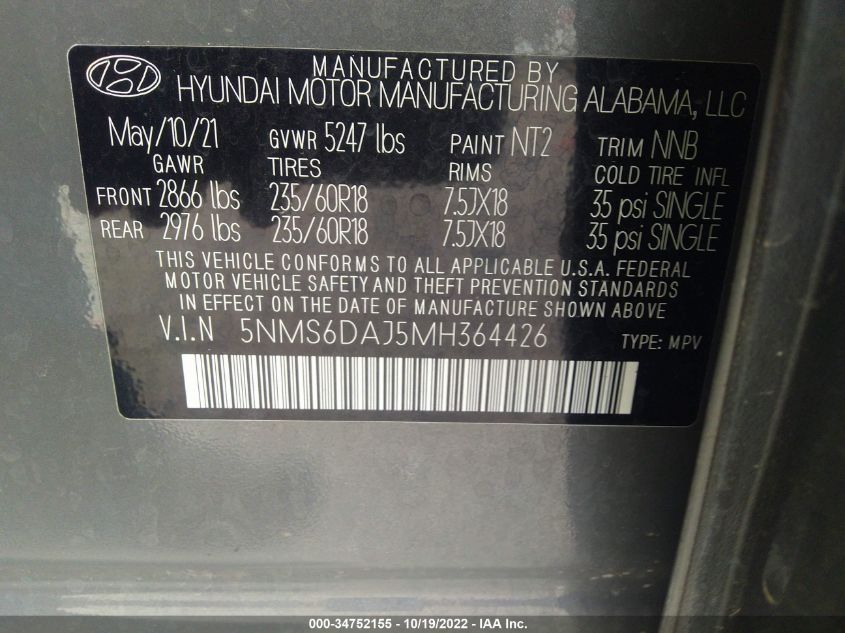 MANUFACTURED BY
HYUNDAI MOTOR MANUFACTURING ALABAMA, LLC
May/10/21 GVWR 5247 lbs PAINT NT2 TRIM NNB
GAWR TIRES RIMS COLD TIRE INFL
FRONT 2866 lbs 235/60R18 7.5JX18 35 psi SINGLE
REAR 2976 lbs 235/60R18 7.5JX18 35 psi SINGLE
THIS VEHICLE CONFORMS TO ALL APPLICABLE U.S.A. FEDERAL
MOTOR VEHICLE SAFETY AND THEFT PREVENTION STANDARDS
IN EFFECT ON THE DATE OF MANUFACTURE SHOWN ABOVE
V.I.N 5NMS6DAJ5MH364426 TYPE: MPV
000-34752155 - 10/19/2022 - IAA Inc.